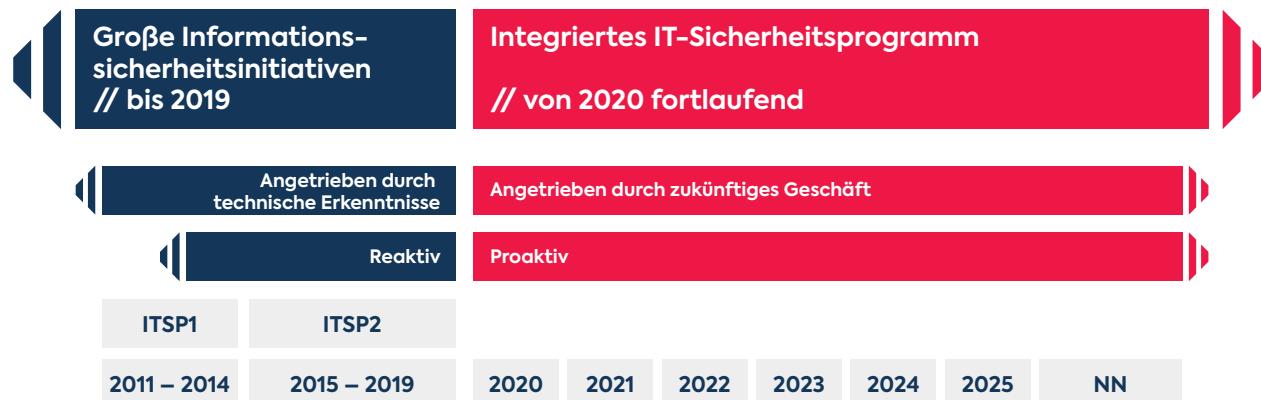 Große Informations-
sicherheitsinitiativen
// bis 2019
Integriertes IT-Sicherheitsprogramm
// von 2020 fortlaufend
Angetrieben durch
technische Erkenntnisse
Angetrieben durch zukünftiges Geschäft
Reaktiv
Proaktiv
ITSP1
ITSP2
2011 – 2014
2015 – 2019
2020
2021
2022
2023
2024
2025
NN